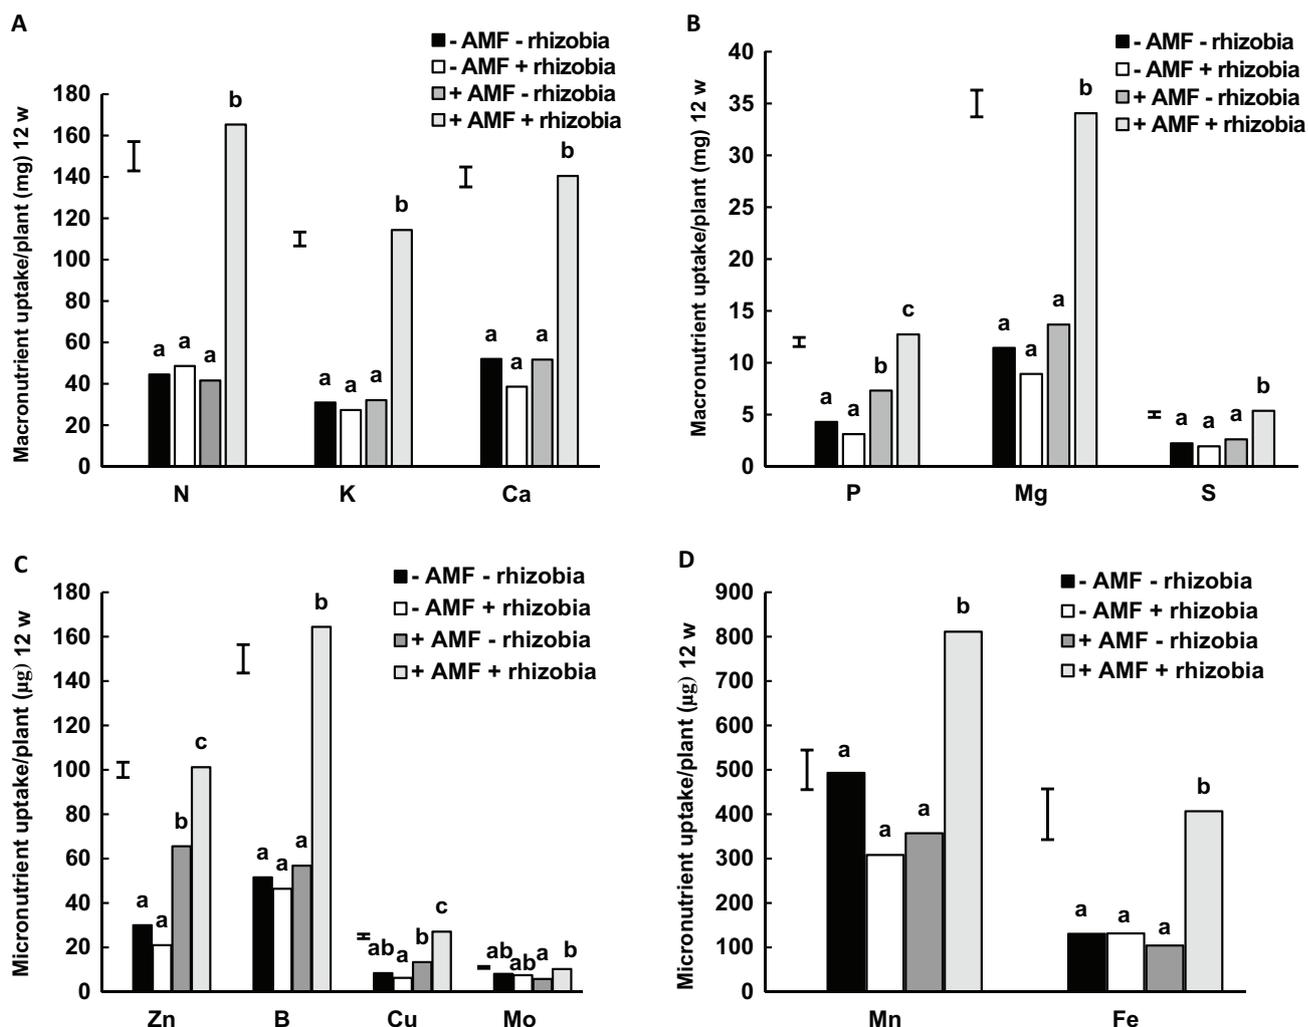 A
- AMF - rhizobia
- AMF + rhizobia
+ AMF - rhizobia
+ AMF + rhizobia
Macronutrient uptake/plant (mg) 12 w
180
160
140
120
100
80
60
40
20
0
a
a
a
b
a
a
a
b
a
a
a
b
N
K
Ca
B
- AMF - rhizobia
- AMF + rhizobia
+ AMF - rhizobia
+ AMF + rhizobia
Macronutrient uptake/plant (mg) 12 w
40
35
30
25
20
15
10
5
0
a
a
b
c
a
a
a
b
a
a
a
b
P
Mg
S
C
- AMF - rhizobia
- AMF + rhizobia
+ AMF - rhizobia
+ AMF + rhizobia
Micronutrient uptake/plant (µg) 12 w
180
160
140
120
100
80
60
40
20
0
a
a
b
c
a
a
a
b
ab
a
b
c
ab
ab
a
b
Zn
B
Cu
Mo
D
- AMF - rhizobia
- AMF + rhizobia
+ AMF - rhizobia
+ AMF + rhizobia
Micronutrient uptake/plant (µg) 12 w
900
800
700
600
500
400
300
200
100
0
a
a
a
b
a
a
a
b
Mn
Fe